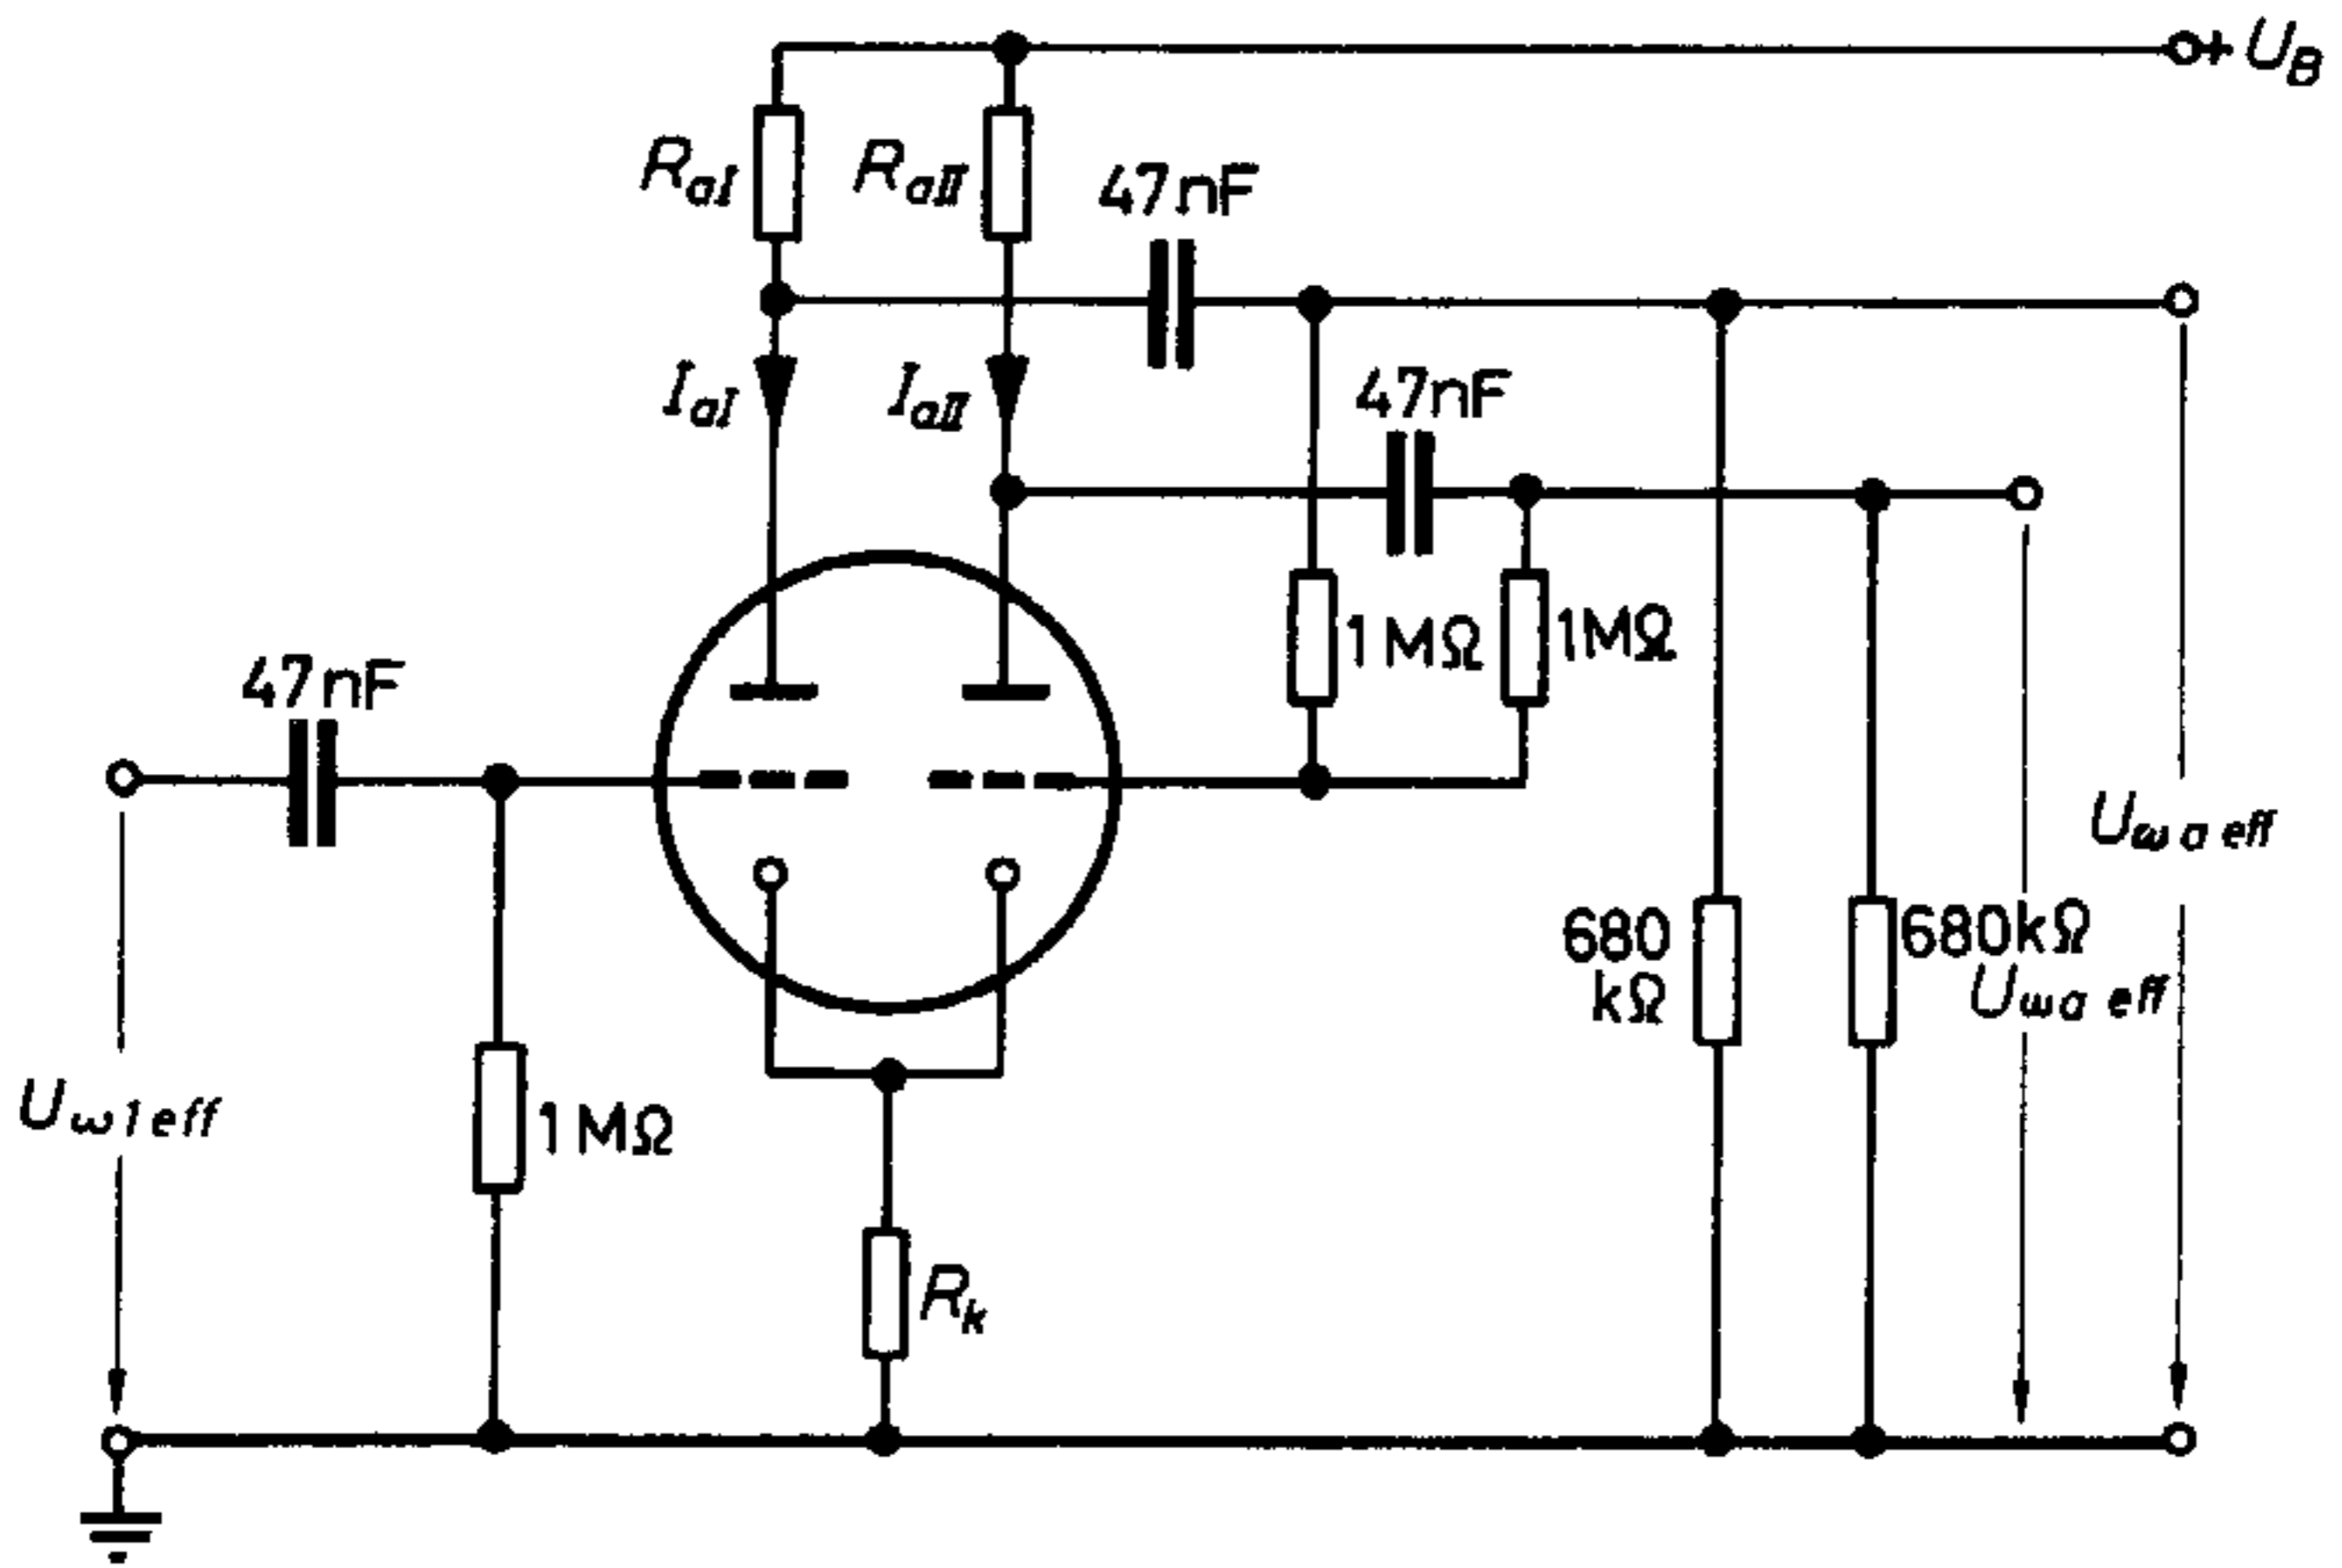 + U_B
R_aI
R_aII
47nF
I_aI
I_aII
47nF
47nF
1MΩ
1MΩ
U_ωa eff
680
kΩ
680kΩ
U_ωa eff
U_ω1 eff
1MΩ
R_k